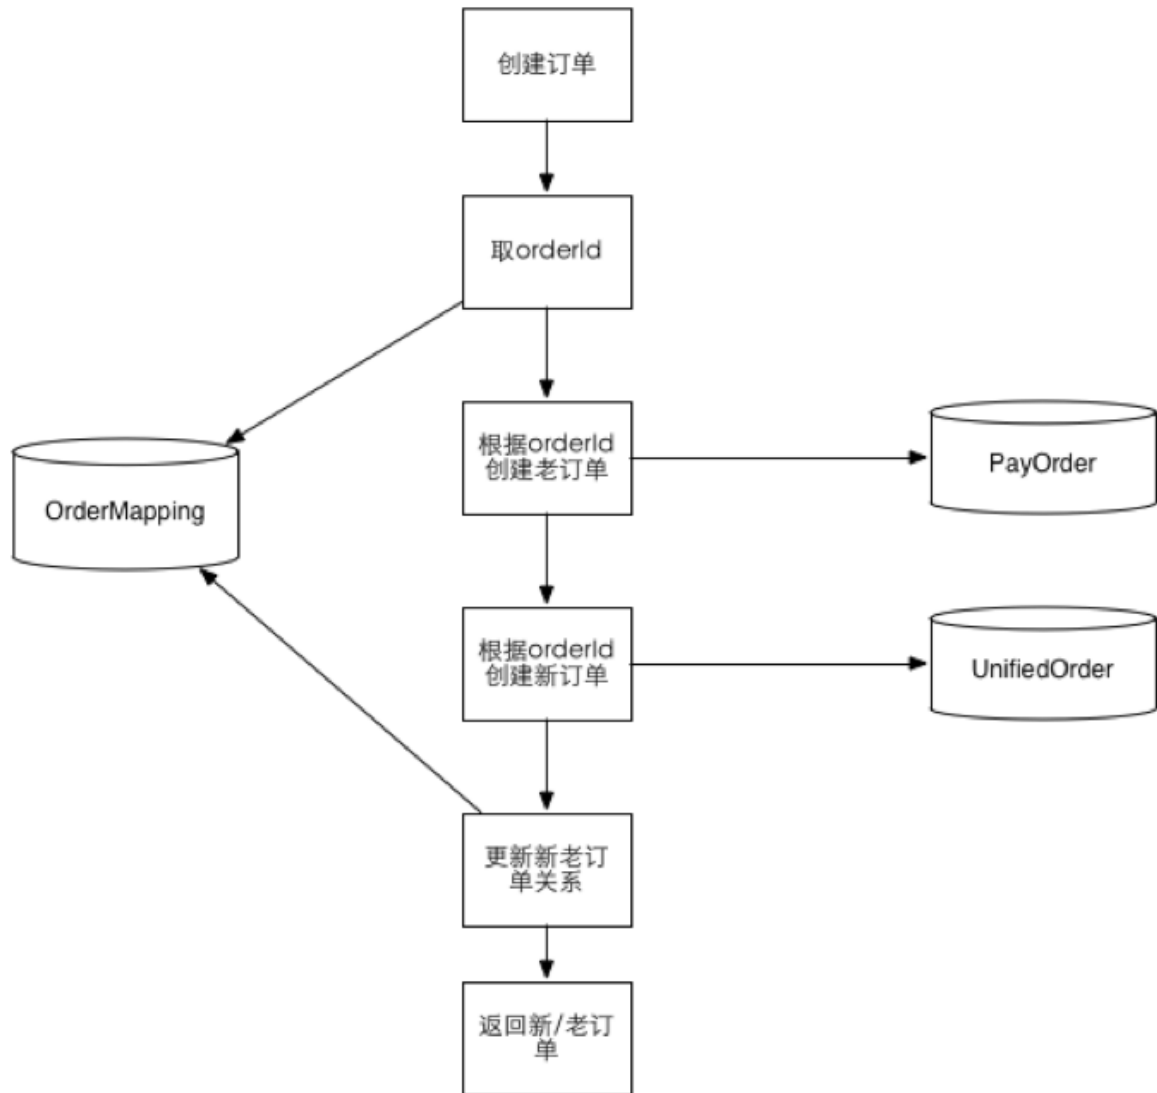 创建订单
取orderId
OrderMapping
根据orderId
创建老订单
PayOrder
根据orderId
创建新订单
UnifiedOrder
更新新老订
单关系
返回新/老订
单